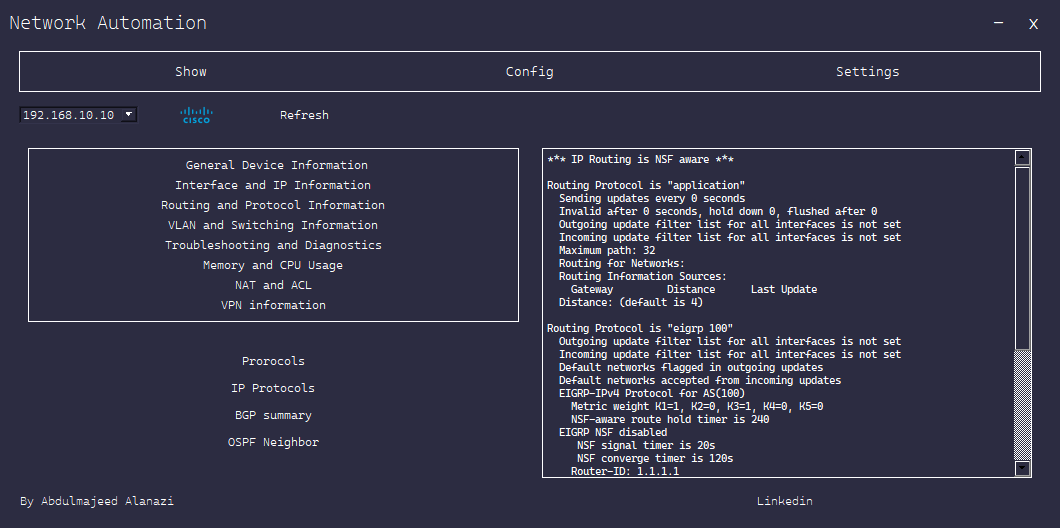 Network Automation
– x
Show Config Settings
192.168.10.10 cisco Refresh
General Device Information
Interface and IP Information
Routing and Protocol Information
VLAN and Switching Information
Troubleshooting and Diagnostics
Memory and CPU Usage
NAT and ACL
VPN information
Prorocols
IP Protocols
BGP summary
OSPF Neighbor
*** IP Routing is NSF aware ***
Routing Protocol is "application"
Sending updates every 0 seconds
Invalid after 0 seconds, hold down 0, flushed after 0
Outgoing update filter list for all interfaces is not set
Incoming update filter list for all interfaces is not set
Maximum path: 32
Routing for Networks:
Routing Information Sources:
Gateway Distance Last Update
Distance: (default is 4)
Routing Protocol is "eigrp 100"
Outgoing update filter list for all interfaces is not set
Incoming update filter list for all interfaces is not set
Default networks flagged in outgoing updates
Default networks accepted from incoming updates
EIGRP-IPv4 Protocol for AS(100)
Metric weight K1=1, K2=0, K3=1, K4=0, K5=0
NSF-aware route hold timer is 240
EIGRP NSF disabled
NSF signal timer is 20s
NSF converge timer is 120s
Router-ID: 1.1.1.1
By Abdulmajeed Alanazi Linkedin